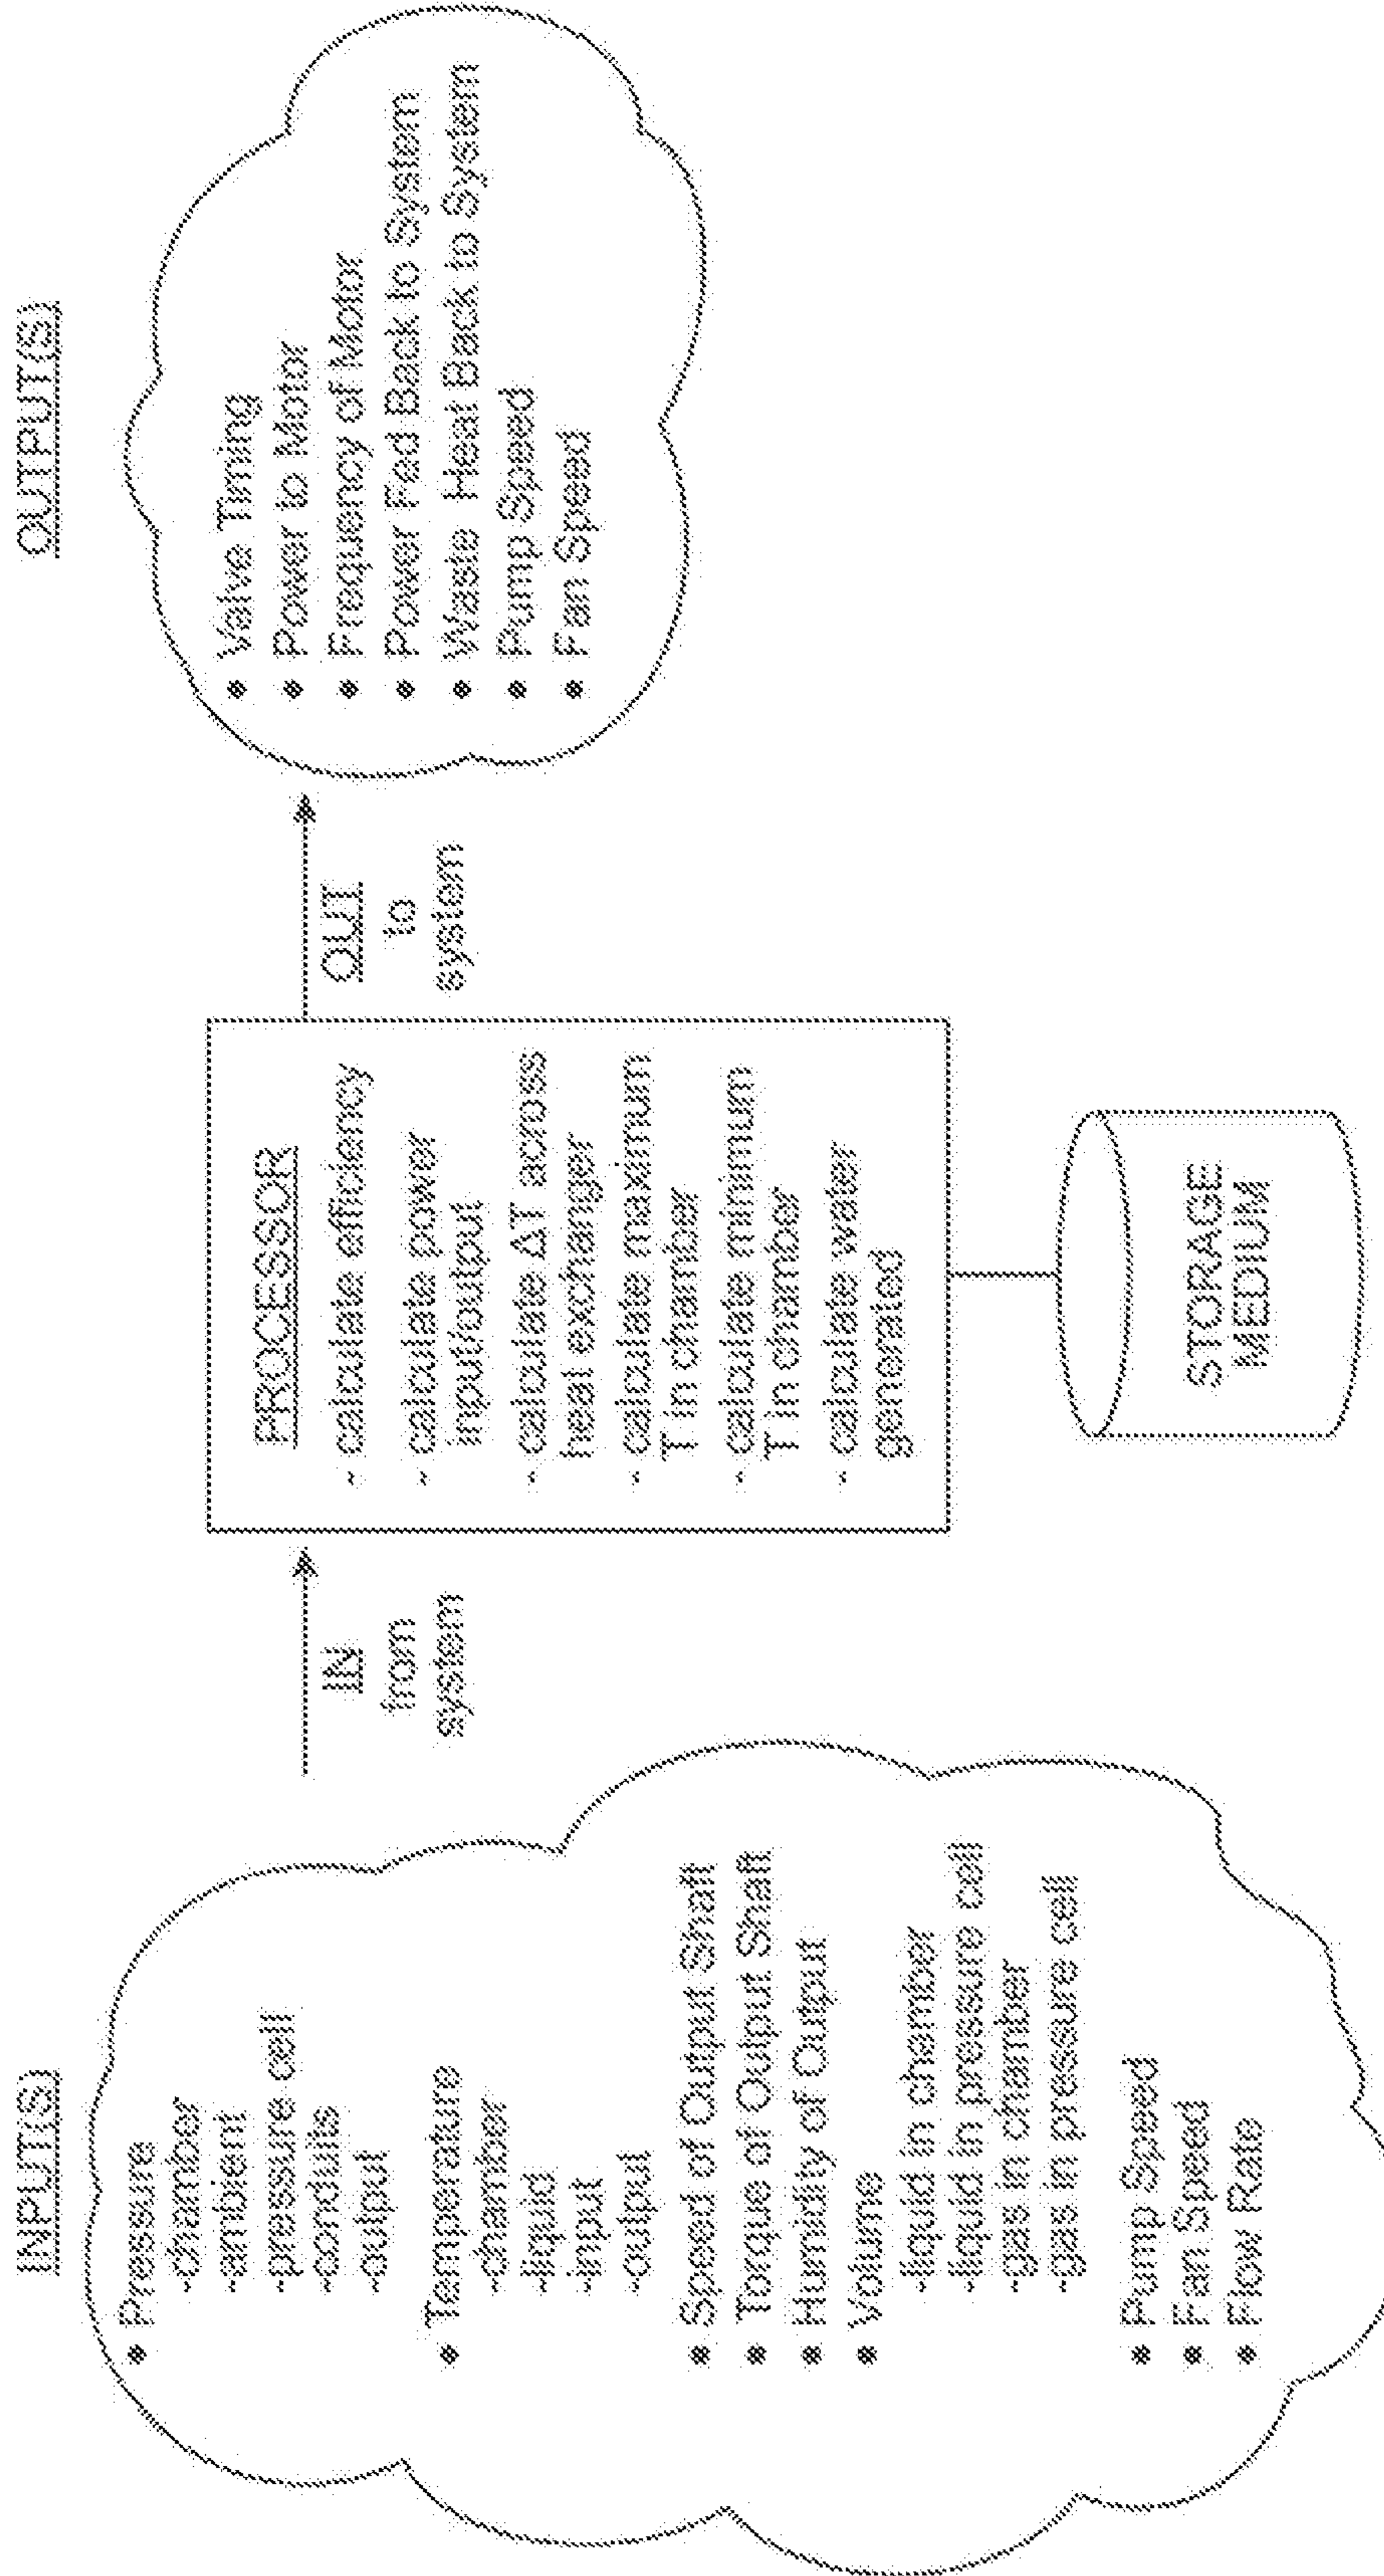 INPUT(S)
• Pressure
-chamber
-ambient
-pressure cell
-conduits
-output
• Temperature
-chamber
-liquid
-input
-output
• Speed of Output Shaft
• Torque of Output Shaft
• Humidity of Output
• Volume
-liquid in chamber
-liquid in pressure cell
-gas in chamber
-gas in pressure cell
• Pump Speed
• Fan Speed
• Flow Rate
IN
from
system
PROCESSOR
- calculate efficiency
- calculate power
input/output
- calculate ΔT across
heat exchanger
- calculate maximum
T in chamber
- calculate minimum
T in chamber
- calculate water
generated
STORAGE
MEDIUM
OUT
to
system
OUTPUT(S)
• Valve Timing
• Power to Motor
• Frequency of Motor
• Power Fed Back to System
• Waste Heat Back to System
• Pump Speed
• Fan Speed